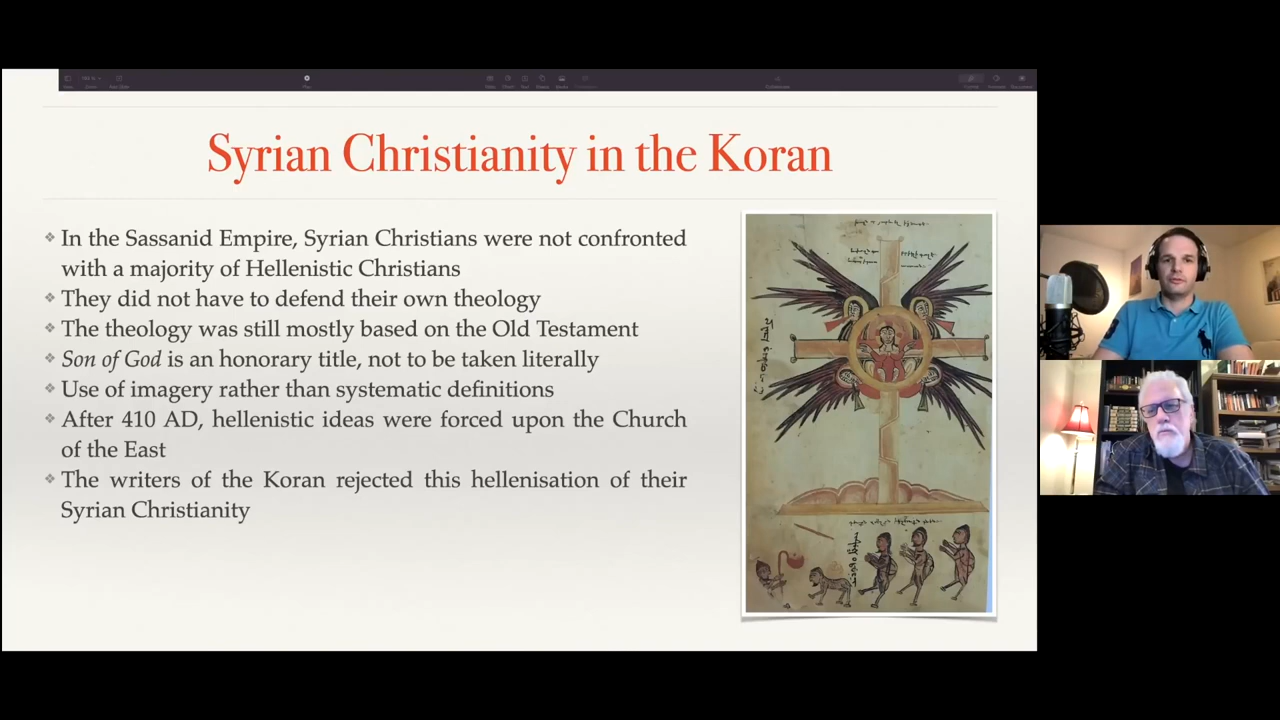 Syrian Christianity in the Koran
In the Sassanid Empire, Syrian Christians were not confronted
with a majority of Hellenistic Christians
They did not have to defend their own theology
The theology was still mostly based on the Old Testament
Son of God is an honorary title, not to be taken literally
Use of imagery rather than systematic definitions
After 410 AD, hellenistic ideas were forced upon the Church
of the East
The writers of the Koran rejected this hellenisation of their
Syrian Christianity